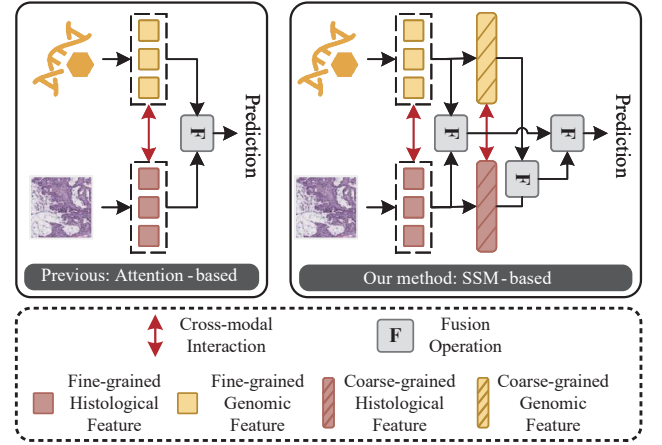 F
Prediction
Previous: Attention-based
F
F
F
Prediction
Our method: SSM-based
Cross-modal
Interaction
F
Fusion
Operation
Fine-grained
Histological
Feature
Fine-grained
Genomic
Feature
Coarse-grained
Histological
Feature
Coarse-grained
Genomic
Feature